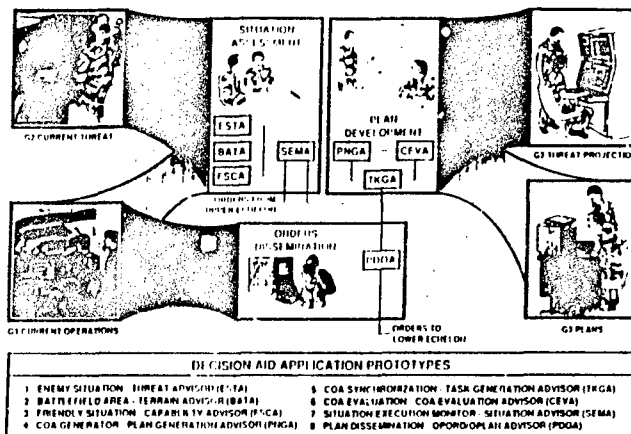 SITUATION
ASSESSMENT
ESTA
BATA
FSCA
SEMA
PLAN
DEVELOPMENT
PNGA
CEVA
TKGA
G2 CURRENT THREAT
G2 THREAT PROJECTION
ORDERS FROM
UPPER ECHELON
ORDERS
DISSEMINATION
PDOA
G3 CURRENT OPERATIONS
ORDERS TO
LOWER ECHELON
G3 PLANS
DECISION AID APPLICATION PROTOTYPES
1 ENEMY SITUATION - THREAT ADVISOR (ESTA)
2 BATTLEFIELD AREA - TERRAIN ADVISOR (BATA)
3 FRIENDLY SITUATION - CAPABILITY ADVISOR (FSCA)
4 COA GENERATOR - PLAN GENERATION ADVISOR (PNGA)
5 COA SYNCHRONIZATION - TASK GENERATION ADVISOR (TKGA)
6 COA EVALUATION - COA EVALUATION ADVISOR (CEVA)
7 SITUATION EXECUTION MONITOR - SITUATION ADVISOR (SEMA)
8 PLAN DISSEMINATION - OPORD/OPLAN ADVISOR (PDOA)